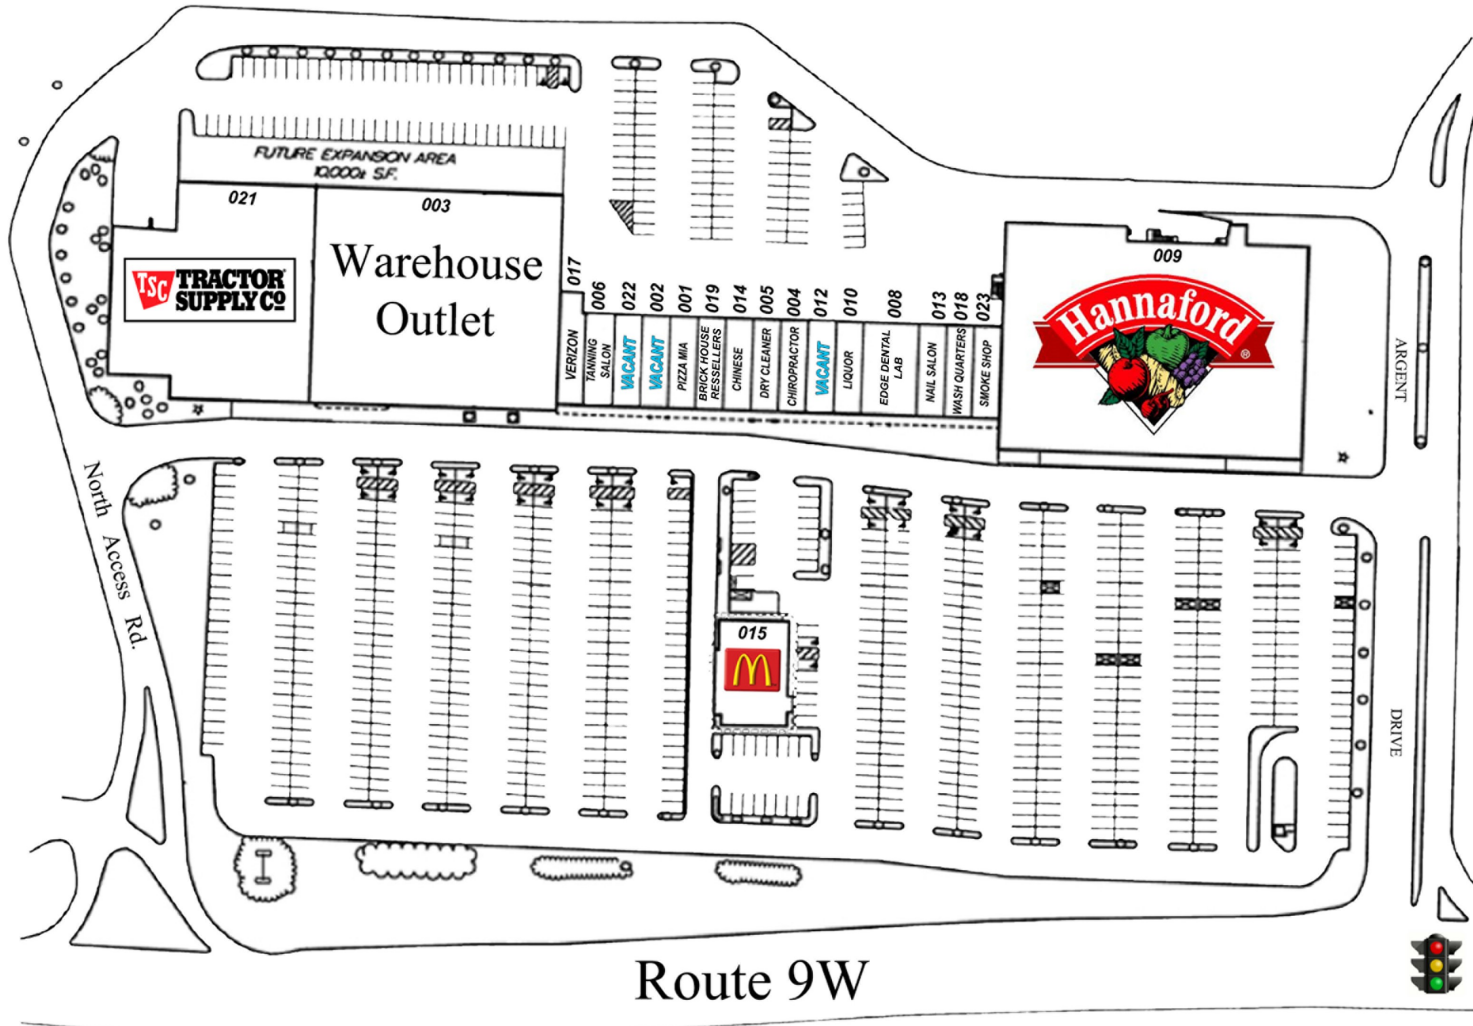 FUTURE EXPANSION AREA
10,000± S.F.
021
003
TSC TRACTOR
SUPPLY CO
Warehouse
Outlet
017
VERIZON
006
TANNING
SALON
022
VACANT
002
VACANT
001
PIZZA MIA
019
BRICK HOUSE
RESSELLERS
014
CHINESE
005
DRY CLEANER
004
CHIROPRACTOR
012
VACANT
010
LIQUOR
008
EDGE DENTAL
LAB
013
NAIL SALON
018
WASH QUARTERS
023
SMOKE SHOP
009
Hannaford
®
ARGENT
DRIVE
North Access Rd.
015
M
Route 9W